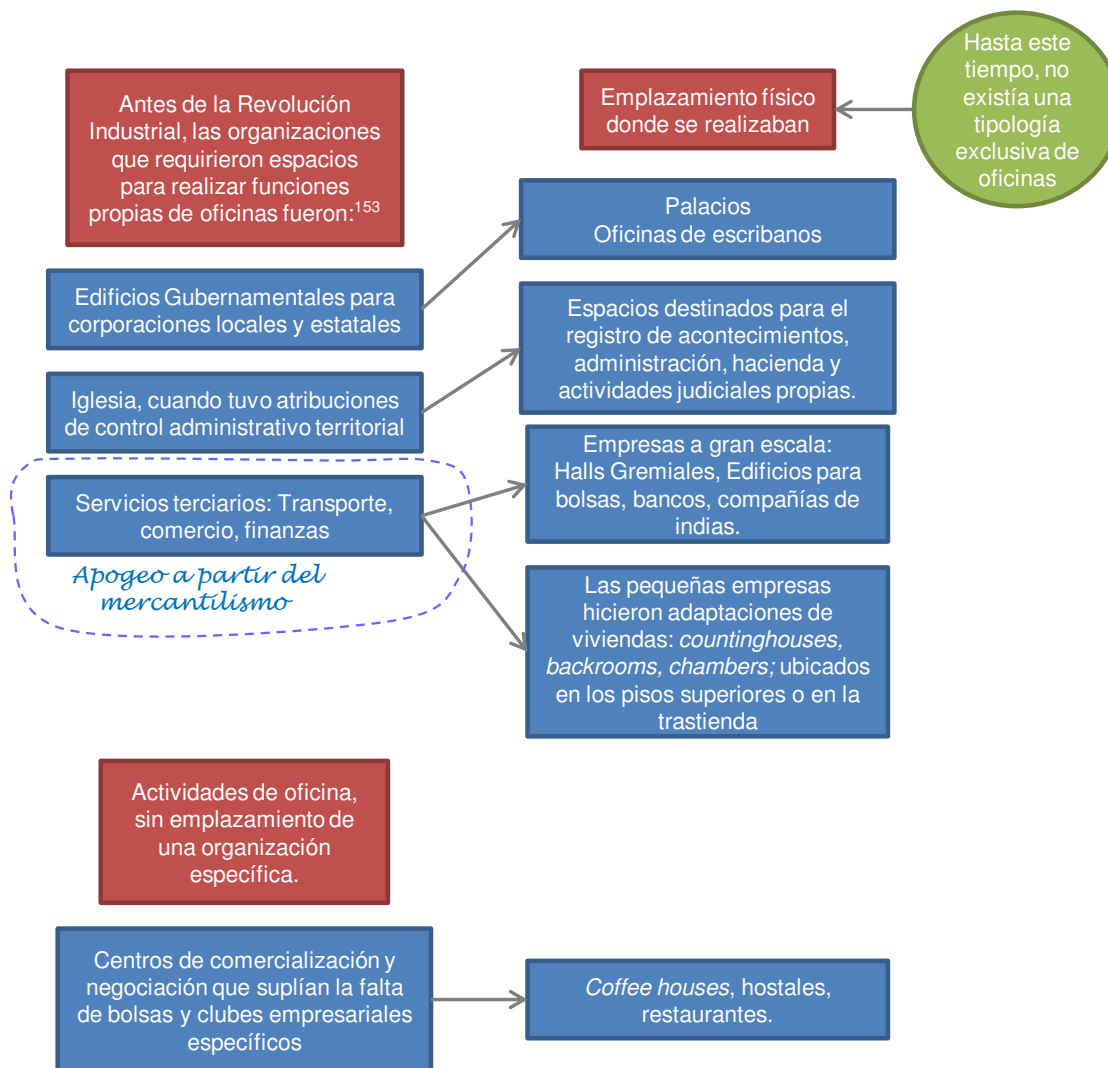 Hasta este
tiempo, no
existía una
tipología
exclusiva de
oficinas
Antes de la Revolución
Industrial, las organizaciones
que requirieron espacios
para realizar funciones
propias de oficinas fueron:153
Emplazamiento físico
donde se realizaban
Edificios Gubernamentales para
corporaciones locales y estatales
Palacios
Oficinas de escribanos
Iglesia, cuando tuvo atribuciones
de control administrativo territorial
Espacios destinados para el
registro de acontecimientos,
administración, hacienda y
actividades judiciales propias.
Servicios terciarios: Transporte,
comercio, finanzas
Apogeo a partir del
mercantilismo
Empresas a gran escala:
Halls Gremiales, Edificios para
bolsas, bancos, compañías de
indias.
Las pequeñas empresas
hicieron adaptaciones de
viviendas: countinghouses,
backrooms, chambers; ubicados
en los pisos superiores o en la
trastienda
Actividades de oficina,
sin emplazamiento de
una organización
específica.
Centros de comercialización y
negociación que suplían la falta
de bolsas y clubes empresariales
específicos
Coffee houses, hostales,
restaurantes.